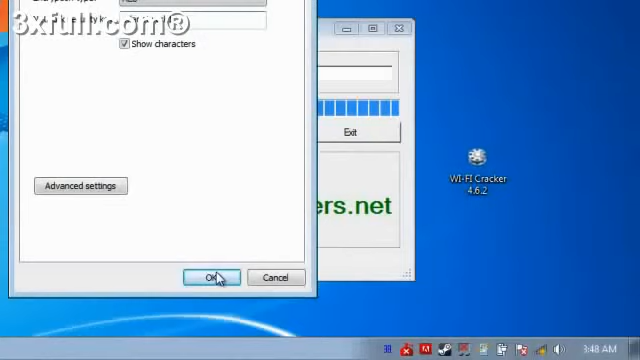 3xfull.com®
Show characters
Exit
Advanced settings
ers.net
WI-FI Cracker
4.6.2
OK
Cancel
3:48 AM